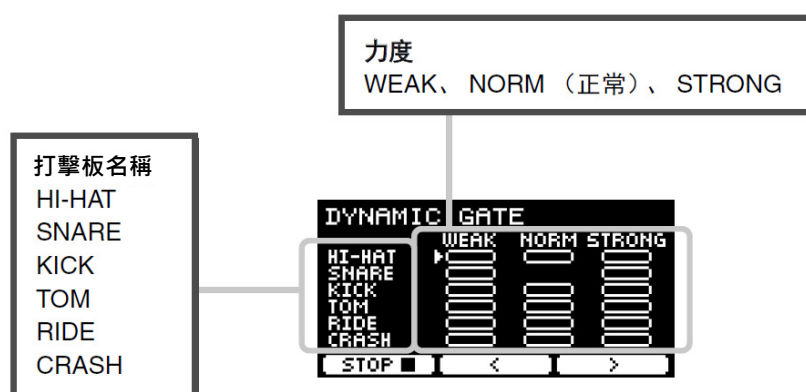 力度
WEAK、 NORM （正常）、 STRONG
打擊板名稱
HI-HAT
SNARE
KICK
TOM
RIDE
CRASH
DYNAMIC GATE
WEAK NORM STRONG
HI-HAT
SNARE
KICK
TOM
RIDE
CRASH
STOP ■ < >